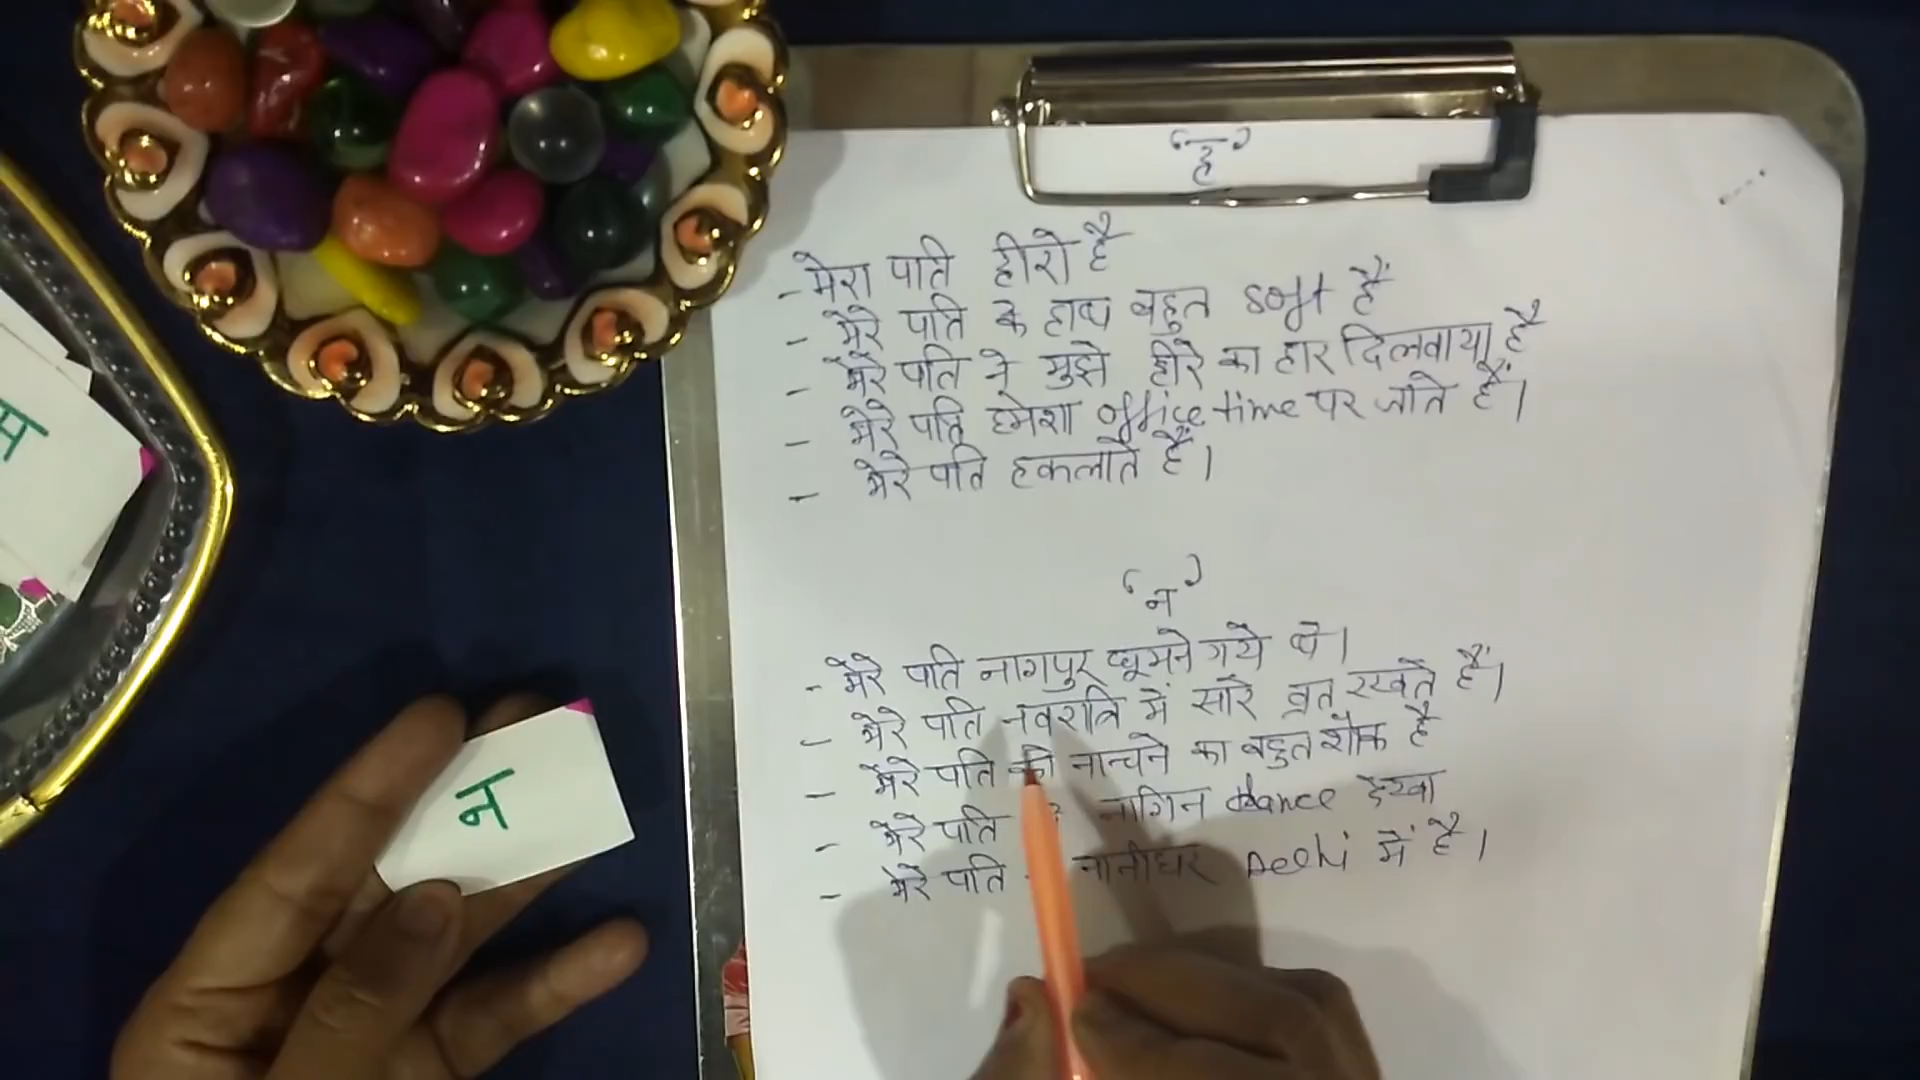 म
'ह'
- मेरा पति हीरो है
- मेरे पति के हाथ बहुत soft हैं
- मेरे पति ने मुझे हीरे का हार दिलवाया है
- मेरे पति हमेशा office time पर जाते हैं।
- मेरे पति हकलाते हैं।
'न'
- मेरे पति नागपुर घूमने गये थे।
- मेरे पति नवरात्रि में सारे व्रत रखते हैं।
- मेरे पति को नाचने का बहुत शौक है
- मेरे पति नागिन dance देखा
- मेरे पति नानीघर Delhi में है।
न